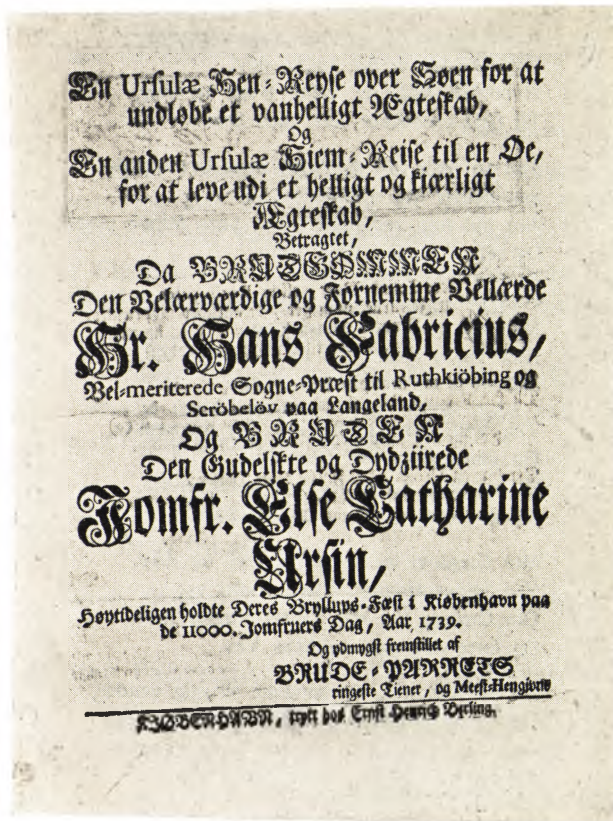 En Ursulæ Hen-Reyse over Søen for at
undløbe et vanhelligt Ægteskab,
Og
En anden Ursulæ Hiem-Reise til en Øe,
for at leve udi et helligt og kiærligt
Ægteskab,
Betragtet,
Da BRUDGOMMEN
Den Velærværdige og Fornemme Vellærde
Hr. Hans Fabricius,
Vel-meriterede Sogne-Præst til Ruthkiöbing og
Scröbelöv paa Langeland,
Og BRUDEN
Den Gudelskte og Dydziirede
Jomfr. Else Catharine
Ursin,
Høytideligen holdte Deres Bryllups-Fæst i Kiøbenhavn paa
de 11000. Jomfruers Dag, Aar 1739.
Og ydmygst fremstillet af
BRUDE-PARRETS
ringeste Tiener, og Meest-Hengivne
KIØBENHAVN, trykt hos Ernst Henrich Berling.